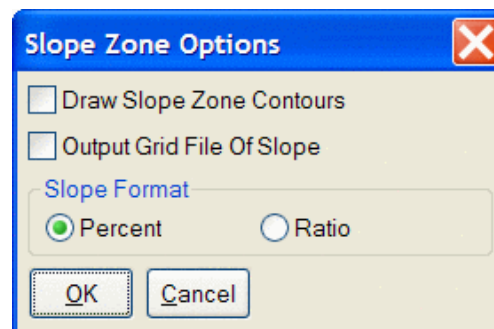 Slope Zone Options
Draw Slope Zone Contours
Output Grid File Of Slope
Slope Format
Percent Ratio
OK Cancel